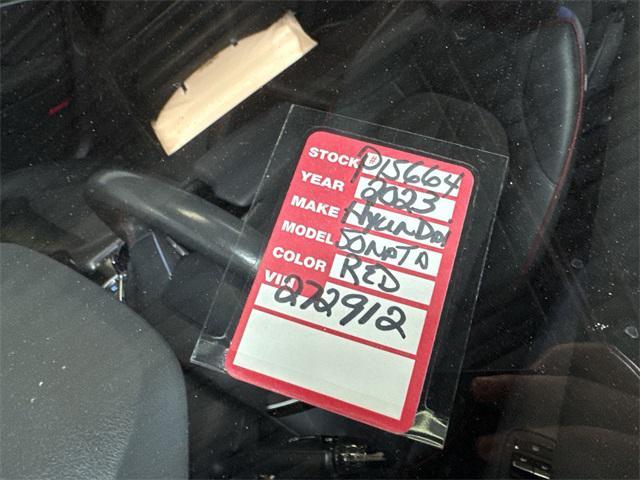 STOCK # P15664
YEAR 2023
MAKE HYUNDAI
MODEL SONATA
COLOR RED
VIN 272912